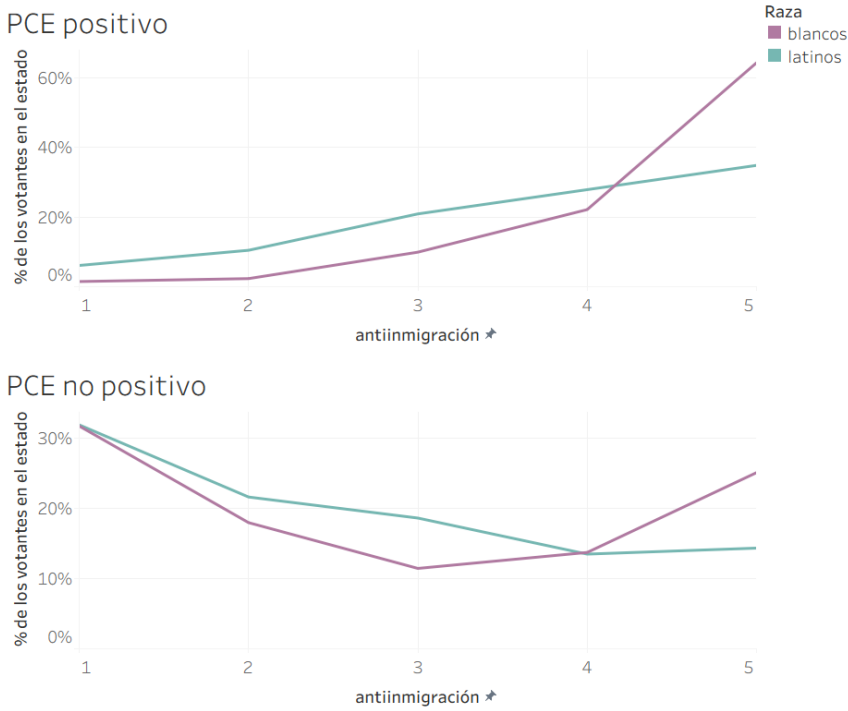 PCE positivo
Raza
blancos
latinos
% de los votantes en el estado
60%
40%
20%
0%
1 2 3 4 5
antiinmigración
PCE no positivo
% de los votantes en el estado
30%
20%
10%
0%
1 2 3 4 5
antiinmigración